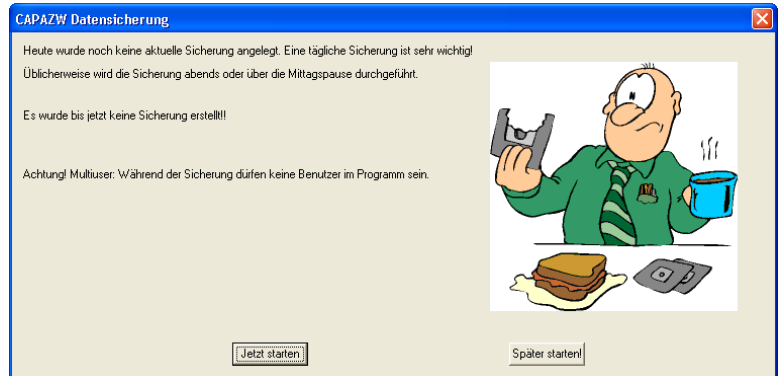 CAPAZW Datensicherung
Heute wurde noch keine aktuelle Sicherung angelegt. Eine tägliche Sicherung ist sehr wichtig!
Üblicherweise wird die Sicherung abends oder über die Mittagspause durchgeführt.
Es wurde bis jetzt keine Sicherung erstellt!!
Achtung! Multiuser: Während der Sicherung dürfen keine Benutzer im Programm sein.
Jetzt starten
Später starten!